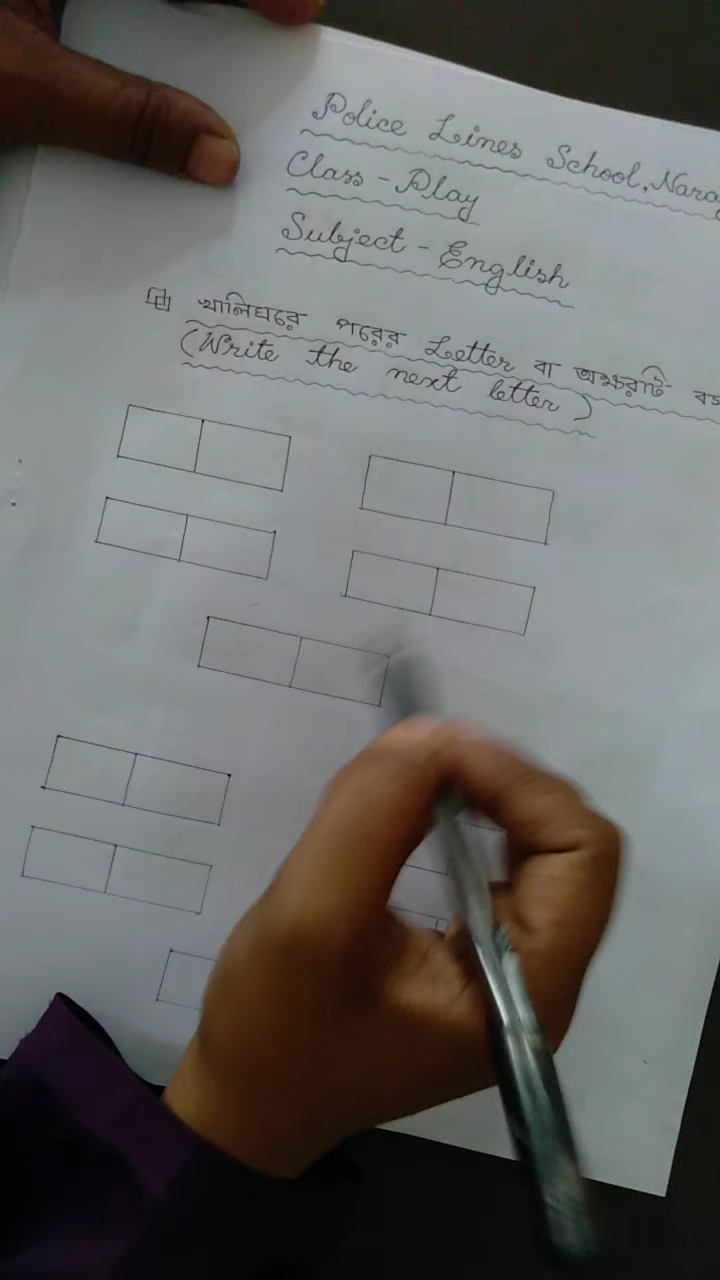 Police Lines School,
Class - Play
Subject - English
খালিঘরে পরের Letter বা অক্ষরটি
(Write the next letter)